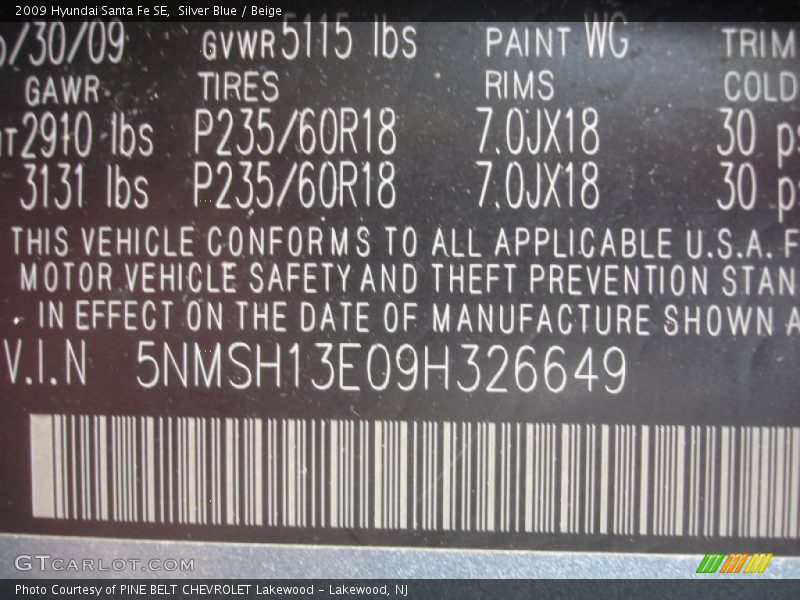 2009 Hyundai Santa Fe SE, Silver Blue / Beige
/30/09 GVWR 5115 lbs PAINT WG TRIM
GAWR TIRES RIMS COLD
2910 lbs P235/60R18 7.0JX18 30 ps
3131 lbs P235/60R18 7.0JX18 30 ps
THIS VEHICLE CONFORMS TO ALL APPLICABLE U.S.A. F
MOTOR VEHICLE SAFETY AND THEFT PREVENTION STAN
IN EFFECT ON THE DATE OF MANUFACTURE SHOWN A
V.I.N 5NMSH13E09H326649
GTCARLOT.COM
Photo Courtesy of PINE BELT CHEVROLET Lakewood - Lakewood, NJ